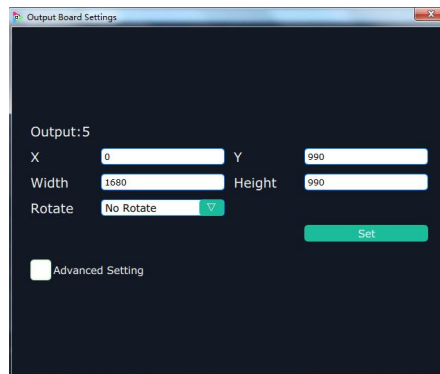 Output Board Settings
Output:5
X 0 Y 990
Width 1680 Height 990
Rotate No Rotate
Set
Advanced Setting